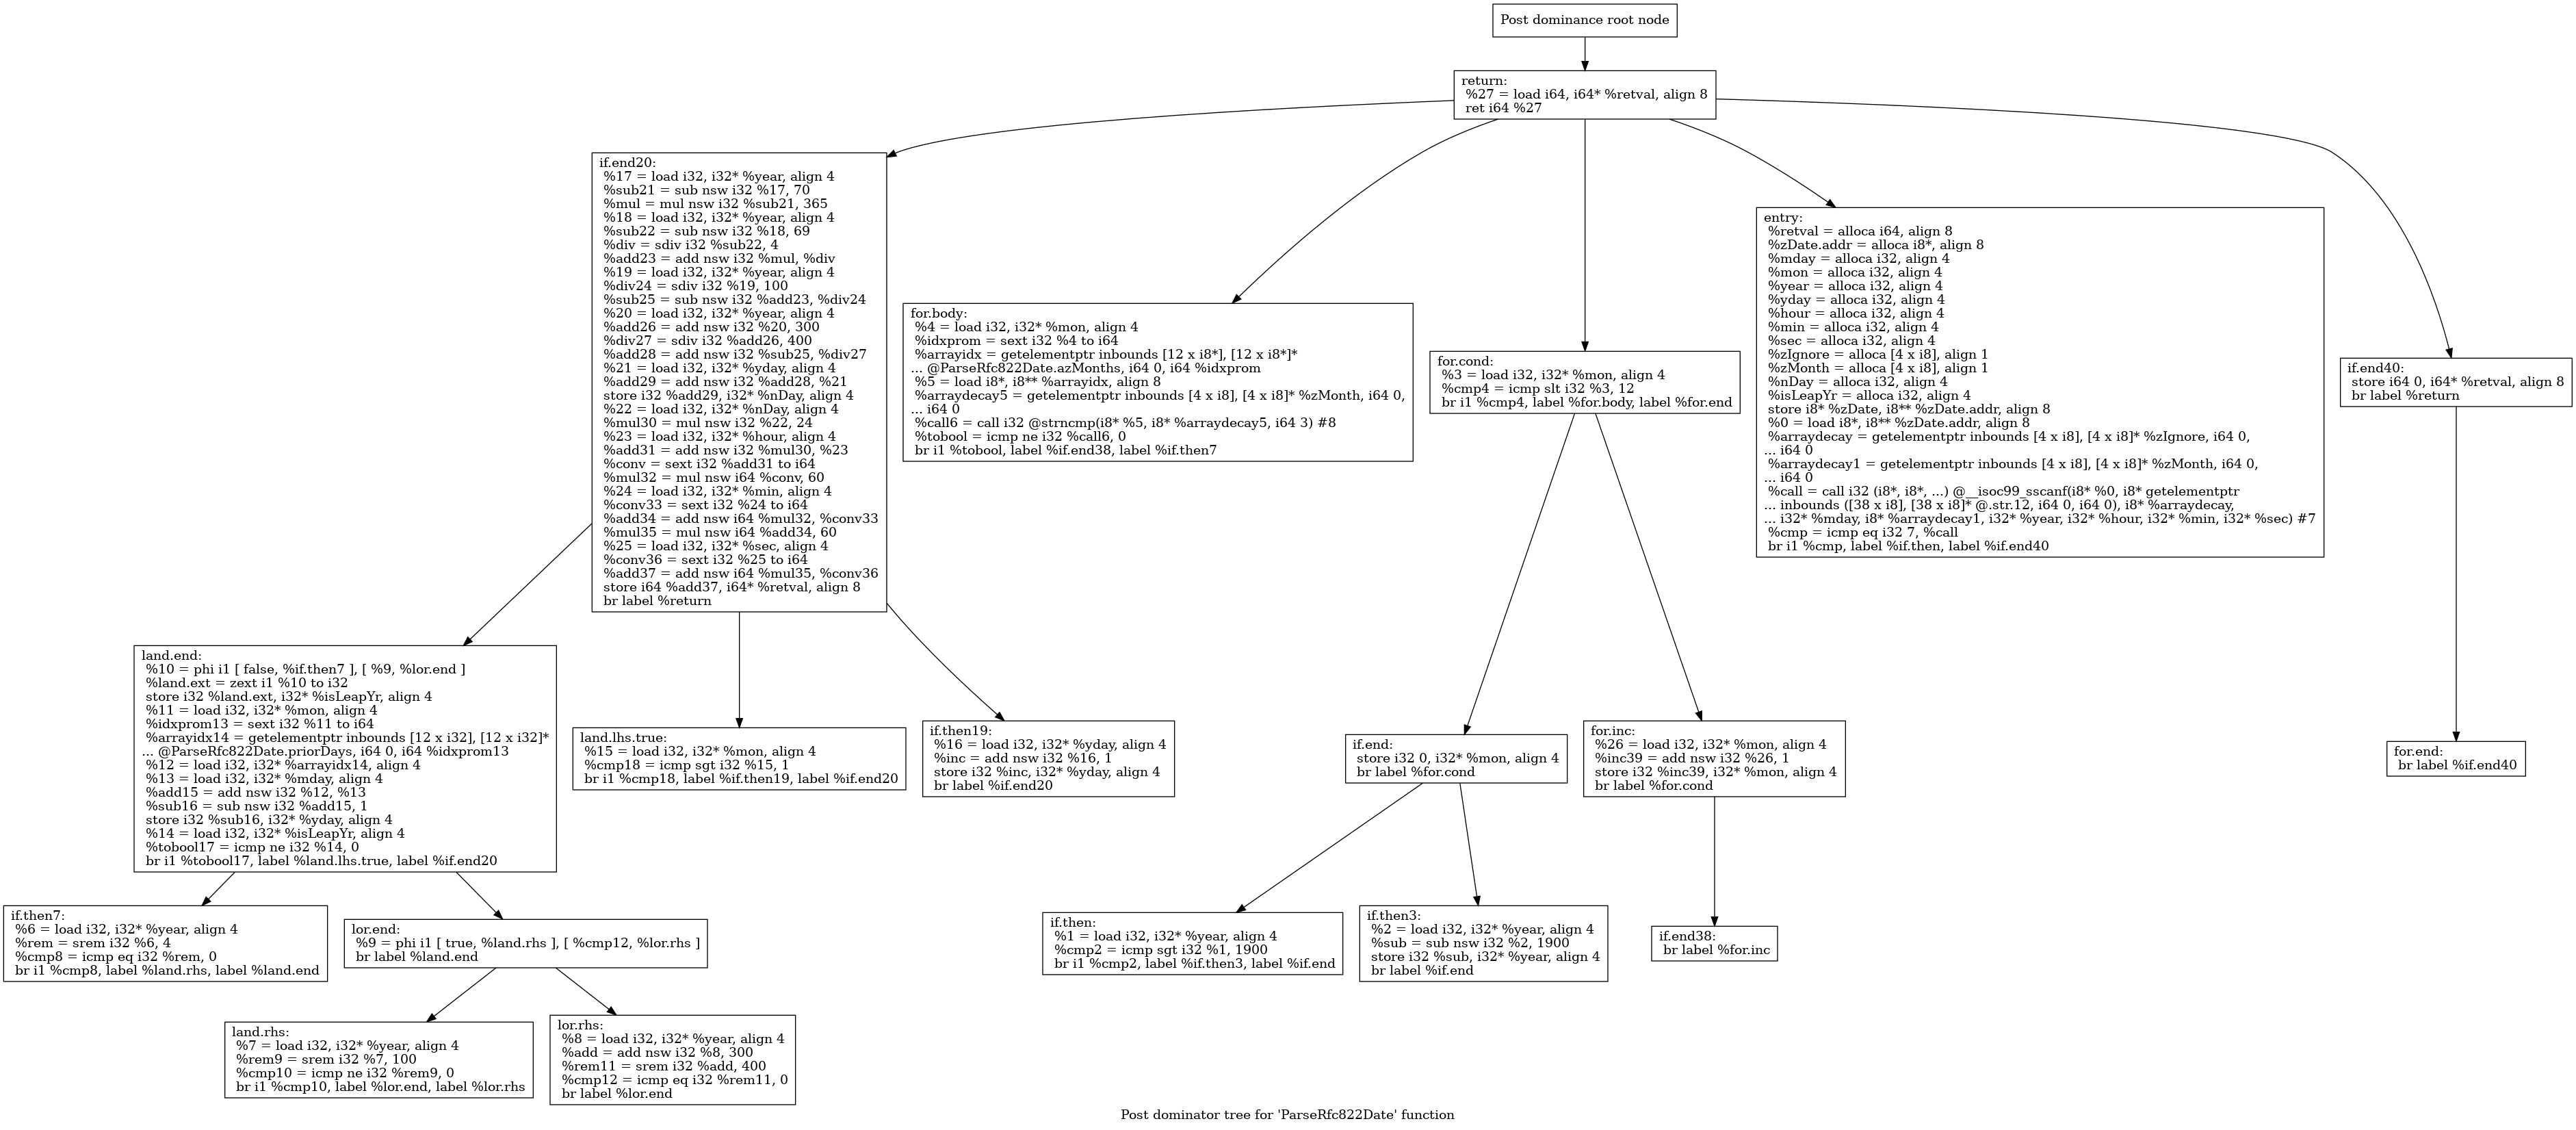 Post dominance root node
return:
%27 = load i64, i64* %retval, align 8
ret i64 %27
if.end20:
%17 = load i32, i32* %year, align 4
%sub21 = sub nsw i32 %17, 70
%mul = mul nsw i32 %sub21, 365
%18 = load i32, i32* %year, align 4
%sub22 = sub nsw i32 %18, 69
%div = sdiv i32 %sub22, 4
%add23 = add nsw i32 %mul, %div
%19 = load i32, i32* %year, align 4
%div24 = sdiv i32 %19, 100
%sub25 = sub nsw i32 %add23, %div24
%20 = load i32, i32* %year, align 4
%add26 = add nsw i32 %20, 300
%div27 = sdiv i32 %add26, 400
%add28 = add nsw i32 %sub25, %div27
%21 = load i32, i32* %yday, align 4
%add29 = add nsw i32 %add28, %21
store i32 %add29, i32* %nDay, align 4
%22 = load i32, i32* %nDay, align 4
%mul30 = mul nsw i32 %22, 24
%23 = load i32, i32* %hour, align 4
%add31 = add nsw i32 %mul30, %23
%conv = sext i32 %add31 to i64
%mul32 = mul nsw i64 %conv, 60
%24 = load i32, i32* %min, align 4
%conv33 = sext i32 %24 to i64
%add34 = add nsw i64 %mul32, %conv33
%mul35 = mul nsw i64 %add34, 60
%25 = load i32, i32* %sec, align 4
%conv36 = sext i32 %25 to i64
%add37 = add nsw i64 %mul35, %conv36
store i64 %add37, i64* %retval, align 8
br label %return
for.body:
%4 = load i32, i32* %mon, align 4
%idxprom = sext i32 %4 to i64
%arrayidx = getelementptr inbounds [12 x i8*], [12 x i8*]*
... @ParseRfc822Date.azMonths, i64 0, i64 %idxprom
%5 = load i8*, i8** %arrayidx, align 8
%arraydecay5 = getelementptr inbounds [4 x i8], [4 x i8]* %zMonth, i64 0,
... i64 0
%call6 = call i32 @strncmp(i8* %5, i8* %arraydecay5, i64 3) #8
%tobool = icmp ne i32 %call6, 0
br i1 %tobool, label %if.end38, label %if.then7
for.cond:
%3 = load i32, i32* %mon, align 4
%cmp4 = icmp slt i32 %3, 12
br i1 %cmp4, label %for.body, label %for.end
entry:
%retval = alloca i64, align 8
%zDate.addr = alloca i8*, align 8
%mday = alloca i32, align 4
%mon = alloca i32, align 4
%year = alloca i32, align 4
%yday = alloca i32, align 4
%hour = alloca i32, align 4
%min = alloca i32, align 4
%sec = alloca i32, align 4
%zIgnore = alloca [4 x i8], align 1
%zMonth = alloca [4 x i8], align 1
%nDay = alloca i32, align 4
%isLeapYr = alloca i32, align 4
store i8* %zDate, i8** %zDate.addr, align 8
%0 = load i8*, i8** %zDate.addr, align 8
%arraydecay = getelementptr inbounds [4 x i8], [4 x i8]* %zIgnore, i64 0,
... i64 0
%arraydecay1 = getelementptr inbounds [4 x i8], [4 x i8]* %zMonth, i64 0,
... i64 0
%call = call i32 (i8*, i8*, ...) @__isoc99_sscanf(i8* %0, i8* getelementptr
... inbounds ([38 x i8], [38 x i8]* @.str.12, i64 0, i64 0), i8* %arraydecay,
... i32* %mday, i8* %arraydecay1, i32* %year, i32* %hour, i32* %min, i32* %sec) #7
%cmp = icmp eq i32 7, %call
br i1 %cmp, label %if.then, label %if.end40
if.end40:
store i64 0, i64* %retval, align 8
br label %return
land.end:
%10 = phi i1 [ false, %if.then7 ], [ %9, %lor.end ]
%land.ext = zext i1 %10 to i32
store i32 %land.ext, i32* %isLeapYr, align 4
%11 = load i32, i32* %mon, align 4
%idxprom13 = sext i32 %11 to i64
%arrayidx14 = getelementptr inbounds [12 x i32], [12 x i32]*
... @ParseRfc822Date.priorDays, i64 0, i64 %idxprom13
%12 = load i32, i32* %arrayidx14, align 4
%13 = load i32, i32* %mday, align 4
%add15 = add nsw i32 %12, %13
%sub16 = sub nsw i32 %add15, 1
store i32 %sub16, i32* %yday, align 4
%14 = load i32, i32* %isLeapYr, align 4
%tobool17 = icmp ne i32 %14, 0
br i1 %tobool17, label %land.lhs.true, label %if.end20
land.lhs.true:
%15 = load i32, i32* %mon, align 4
%cmp18 = icmp sgt i32 %15, 1
br i1 %cmp18, label %if.then19, label %if.end20
if.then19:
%16 = load i32, i32* %yday, align 4
%inc = add nsw i32 %16, 1
store i32 %inc, i32* %yday, align 4
br label %if.end20
if.end:
store i32 0, i32* %mon, align 4
br label %for.cond
for.inc:
%26 = load i32, i32* %mon, align 4
%inc39 = add nsw i32 %26, 1
store i32 %inc39, i32* %mon, align 4
br label %for.cond
for.end:
br label %if.end40
if.then7:
%6 = load i32, i32* %year, align 4
%rem = srem i32 %6, 4
%cmp8 = icmp eq i32 %rem, 0
br i1 %cmp8, label %land.rhs, label %land.end
lor.end:
%9 = phi i1 [ true, %land.rhs ], [ %cmp12, %lor.rhs ]
br label %land.end
if.then:
%1 = load i32, i32* %year, align 4
%cmp2 = icmp sgt i32 %1, 1900
br i1 %cmp2, label %if.then3, label %if.end
if.then3:
%2 = load i32, i32* %year, align 4
%sub = sub nsw i32 %2, 1900
store i32 %sub, i32* %year, align 4
br label %if.end
if.end38:
br label %for.inc
land.rhs:
%7 = load i32, i32* %year, align 4
%rem9 = srem i32 %7, 100
%cmp10 = icmp ne i32 %rem9, 0
br i1 %cmp10, label %lor.end, label %lor.rhs
lor.rhs:
%8 = load i32, i32* %year, align 4
%add = add nsw i32 %8, 300
%rem11 = srem i32 %add, 400
%cmp12 = icmp eq i32 %rem11, 0
br label %lor.end
Post dominator tree for 'ParseRfc822Date' function